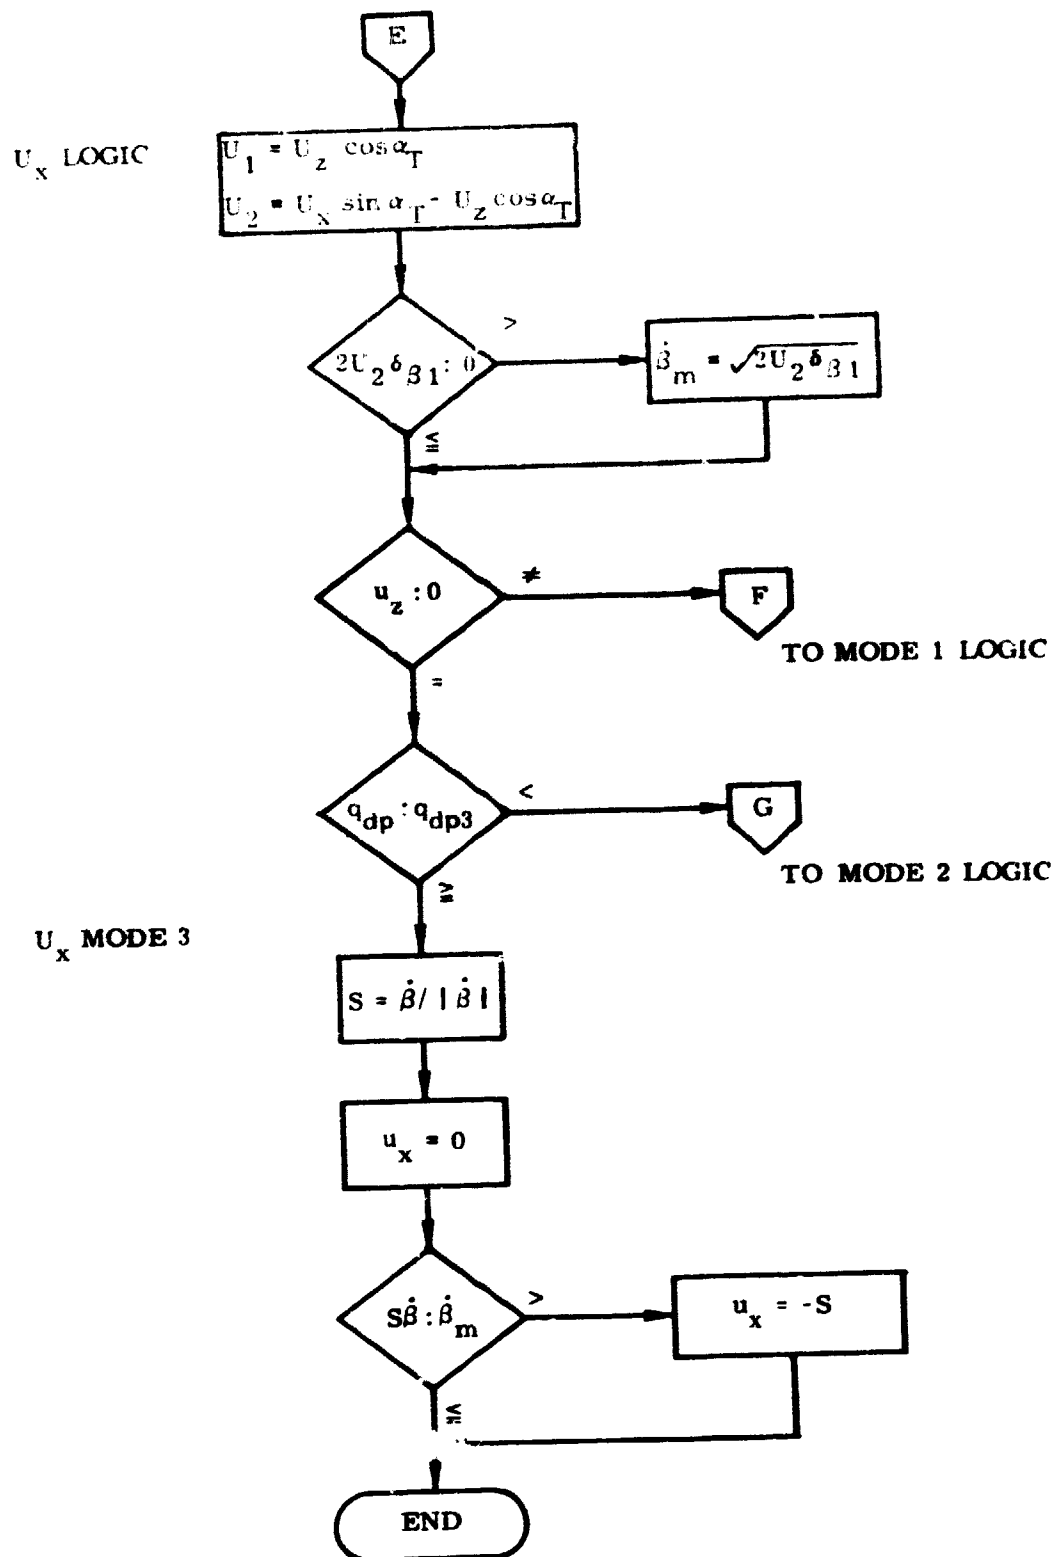 E
U_x LOGIC
U_1 = U_z cos α_T
U_2 = U_x sin α_T - U_z cos α_T
>
2U_2 δ_β1 : 0
β̇_m = √2U_2 δ_β1
≦
≠
u_z : 0
F
TO MODE 1 LOGIC
=
<
q_dp : q_dp3
G
TO MODE 2 LOGIC
≧
U_x MODE 3
S = β̇ / | β̇ |
u_x = 0
>
Sβ̇ : β̇_m
u_x = -S
≦
END